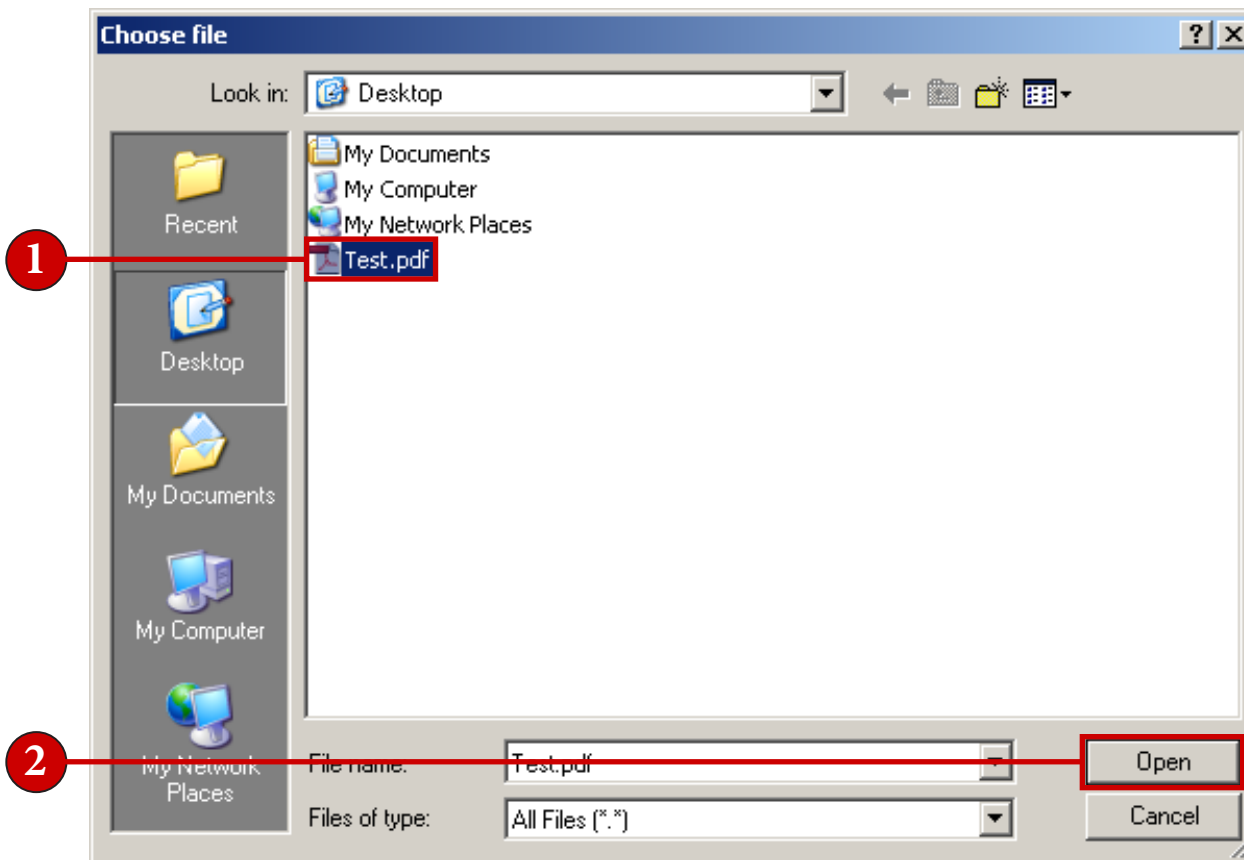 Choose file
Look in:
Desktop
My Documents
My Computer
My Network Places
Test.pdf
Recent
Desktop
My Documents
My Computer
My Network
Places
1
2
File name:
Test.pdf
Open
Files of type:
All Files (*.*)
Cancel